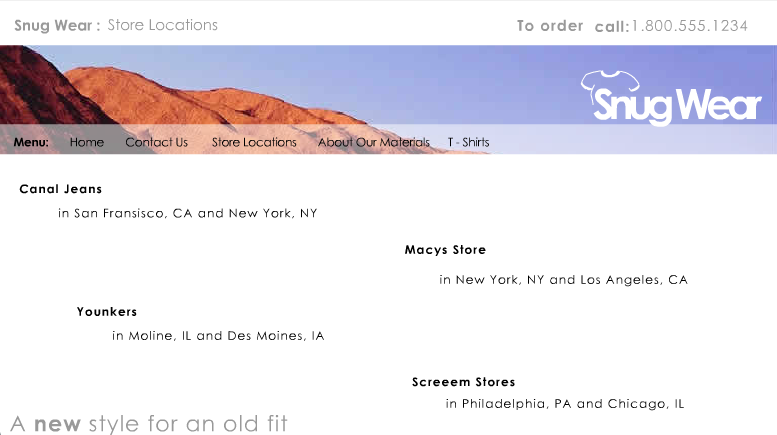 Snug Wear : Store Locations
To order call:1.800.555.1234
Snug Wear
Menu: Home Contact Us Store Locations About Our Materials T - Shirts
Canal Jeans
in San Fransisco, CA and New York, NY
Macys Store
in New York, NY and Los Angeles, CA
Younkers
in Moline, IL and Des Moines, IA
Screeem Stores
in Philadelphia, PA and Chicago, IL
A new style for an old fit